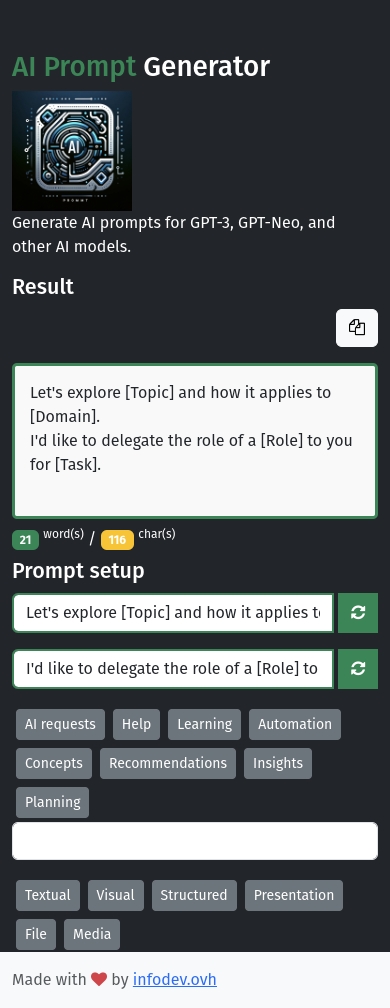 AI Prompt Generator
AI
PROMPT
Generate AI prompts for GPT-3, GPT-Neo, and
other AI models.
Result
Let's explore [Topic] and how it applies to
[Domain].
I'd like to delegate the role of a [Role] to you
for [Task].
21 word(s) / 116 char(s)
Prompt setup
Let's explore [Topic] and how it applies t
I'd like to delegate the role of a [Role] to
AI requests Help Learning Automation
Concepts Recommendations Insights
Planning
Textual Visual Structured Presentation
File Media
Made with ❤ by infodev.ovh